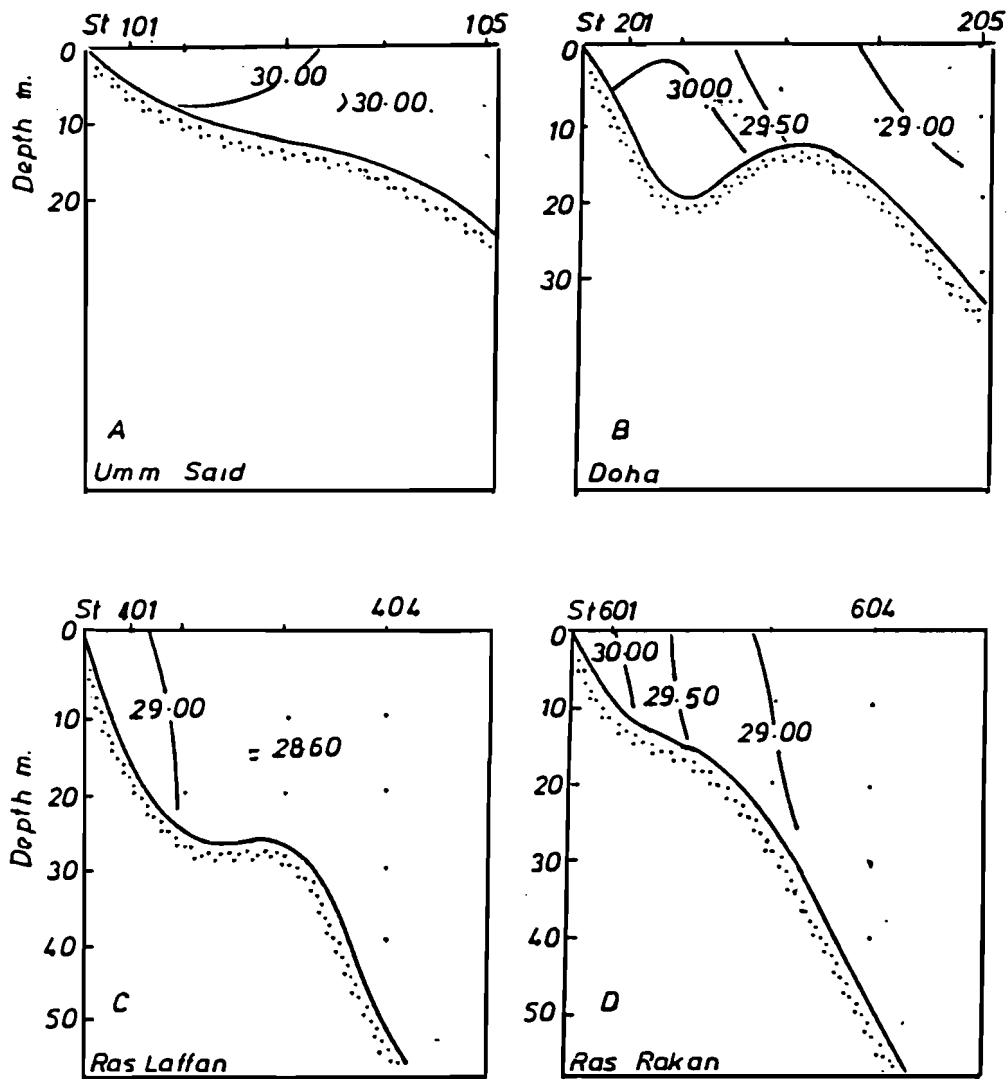 St 101 105
0
10
20
Depth m.
30.00
>30.00.
A
Umm Said
St 201 205
0
10
20
30
3000
29.50
29.00
B
Doha
St 401 404
0
10
20
30
40
50
Depth m.
29.00
= 2860
C
Ras Laffan
St 601 604
0
10
20
30
40
50
30.00
29.50
29.00
D
Ras Rakan